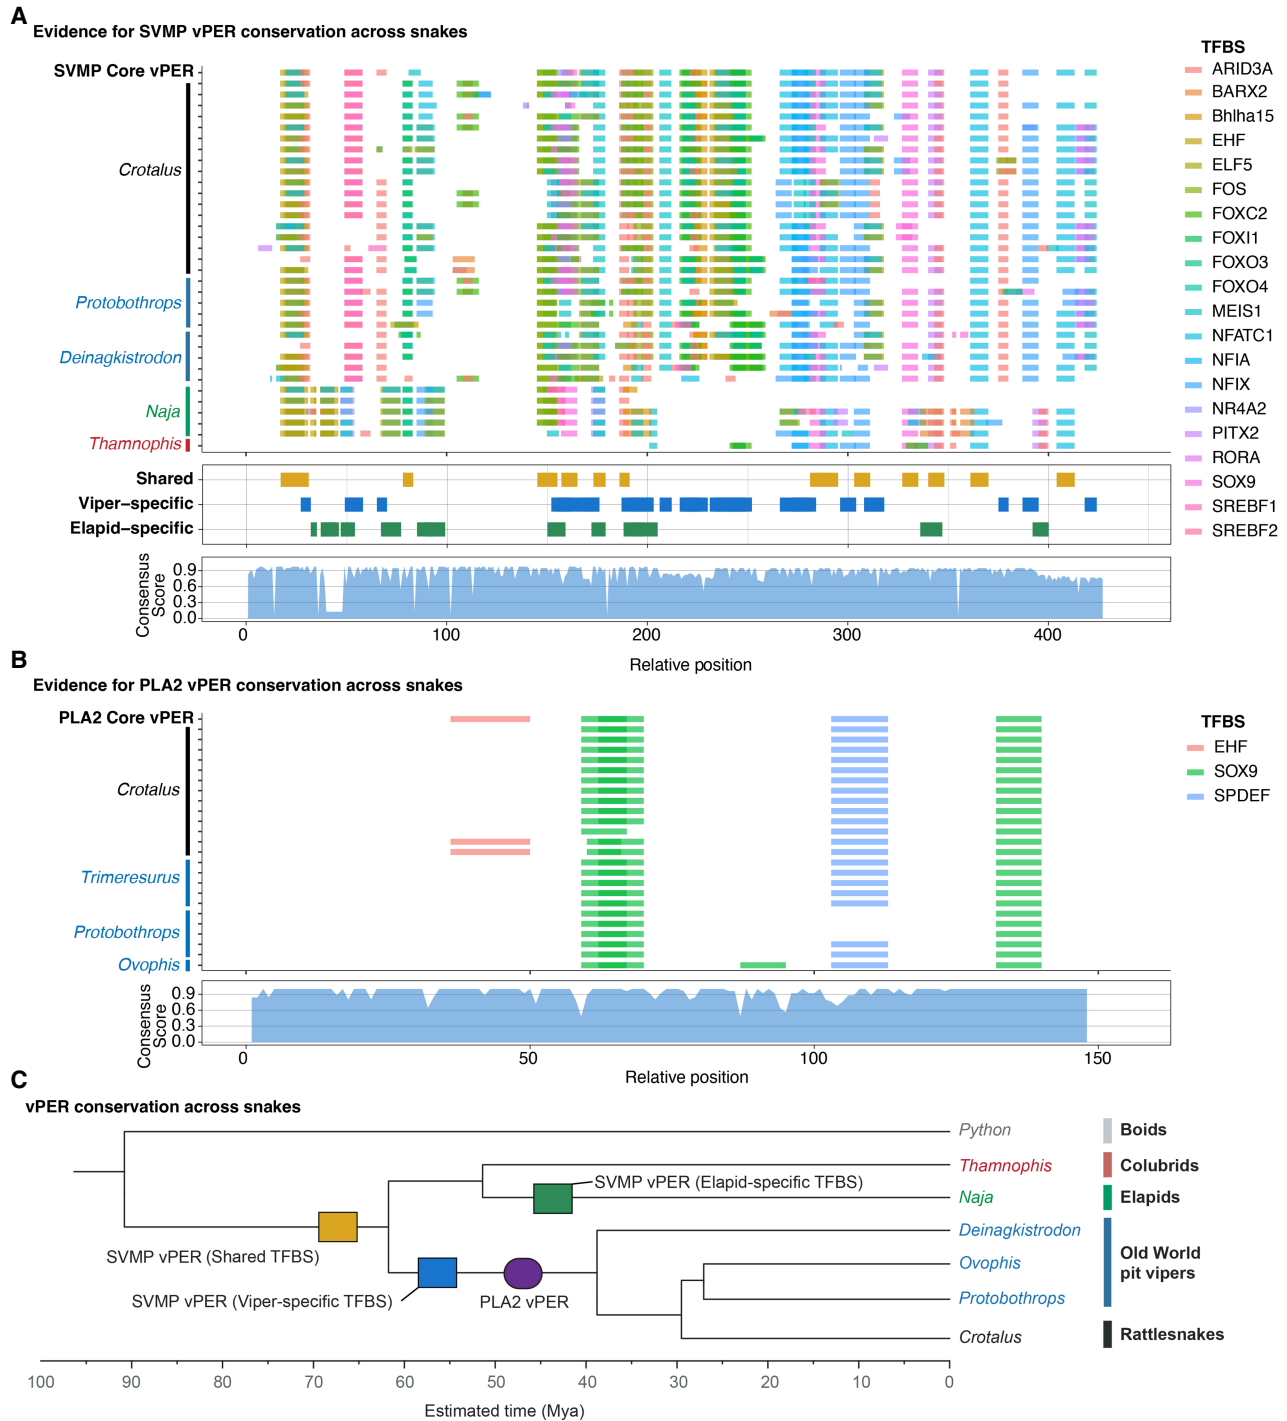 A
Evidence for SVMP vPER conservation across snakes
SVMP Core vPER
Crotalus
Protobothrops
Deinagkistrodon
Naja
Thamnophis
TFBS
ARID3A
BARX2
Bhlha15
EHF
ELF5
FOS
FOXC2
FOXI1
FOXO3
FOXO4
MEIS1
NFATC1
NFIA
NFIX
NR4A2
PITX2
RORA
SOX9
SREBF1
SREBF2
Shared
Viper–specific
Elapid–specific
Consensus
Score
0.9
0.6
0.3
0.0
0 100 200 300 400
Relative position
B
Evidence for PLA2 vPER conservation across snakes
PLA2 Core vPER
Crotalus
Trimeresurus
Protobothrops
Ovophis
TFBS
EHF
SOX9
SPDEF
Consensus
Score
0.9
0.6
0.3
0.0
0 50 100 150
Relative position
C
vPER conservation across snakes
Python
Thamnophis
Naja
Deinagkistrodon
Ovophis
Protobothrops
Crotalus
SVMP vPER (Elapid-specific TFBS)
SVMP vPER (Shared TFBS)
SVMP vPER (Viper-specific TFBS)
PLA2 vPER
Boids
Colubrids
Elapids
Old World
pit vipers
Rattlesnakes
100 90 80 70 60 50 40 30 20 10 0
Estimated time (Mya)